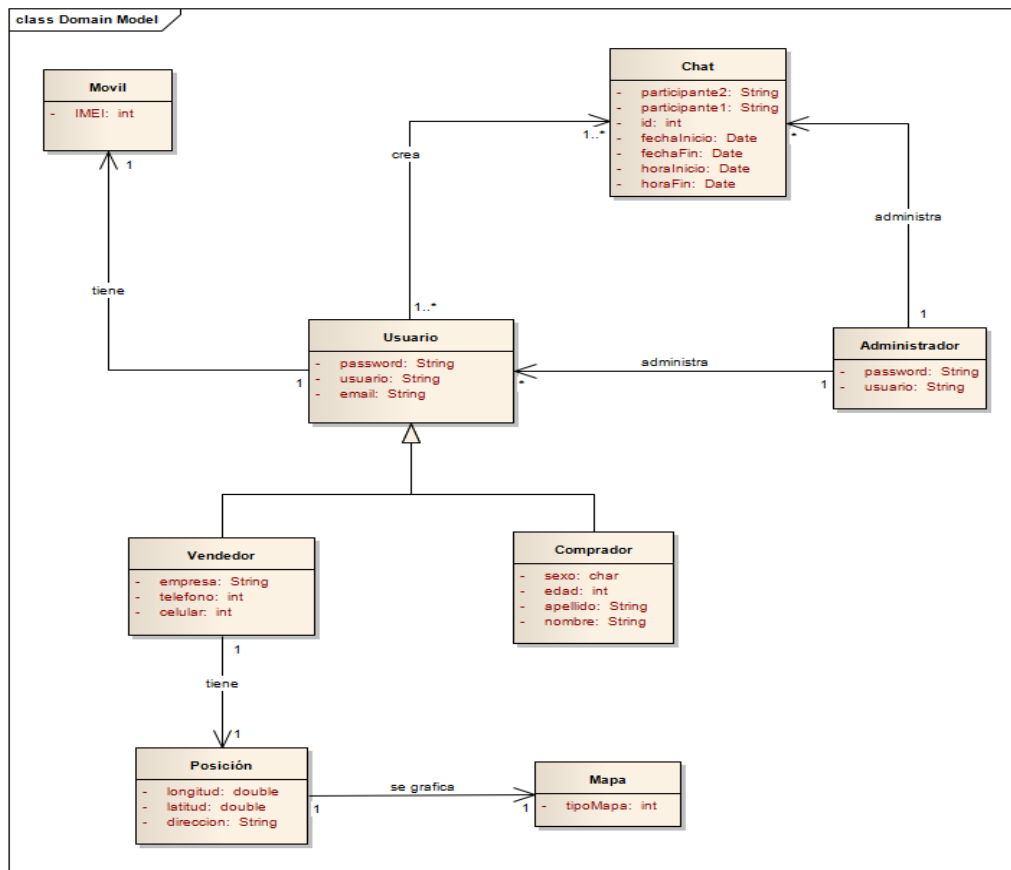 class Domain Model
Movil
- IMEI: int
1
tiene
1
Chat
- participante2: String
- participante1: String
- id: int
- fechaInicio: Date
- fechaFin: Date
- horaInicio: Date
- horaFin: Date
1..*
*
crea
1..*
administra
1
Usuario
- password: String
- usuario: String
- email: String
*
administra
1
Administrador
- password: String
- usuario: String
Vendedor
- empresa: String
- telefono: int
- celular: int
Comprador
- sexo: char
- edad: int
- apellido: String
- nombre: String
1
tiene
1
Posición
- longitud: double
- latitud: double
- direccion: String
1
se grafica
1
Mapa
- tipoMapa: int